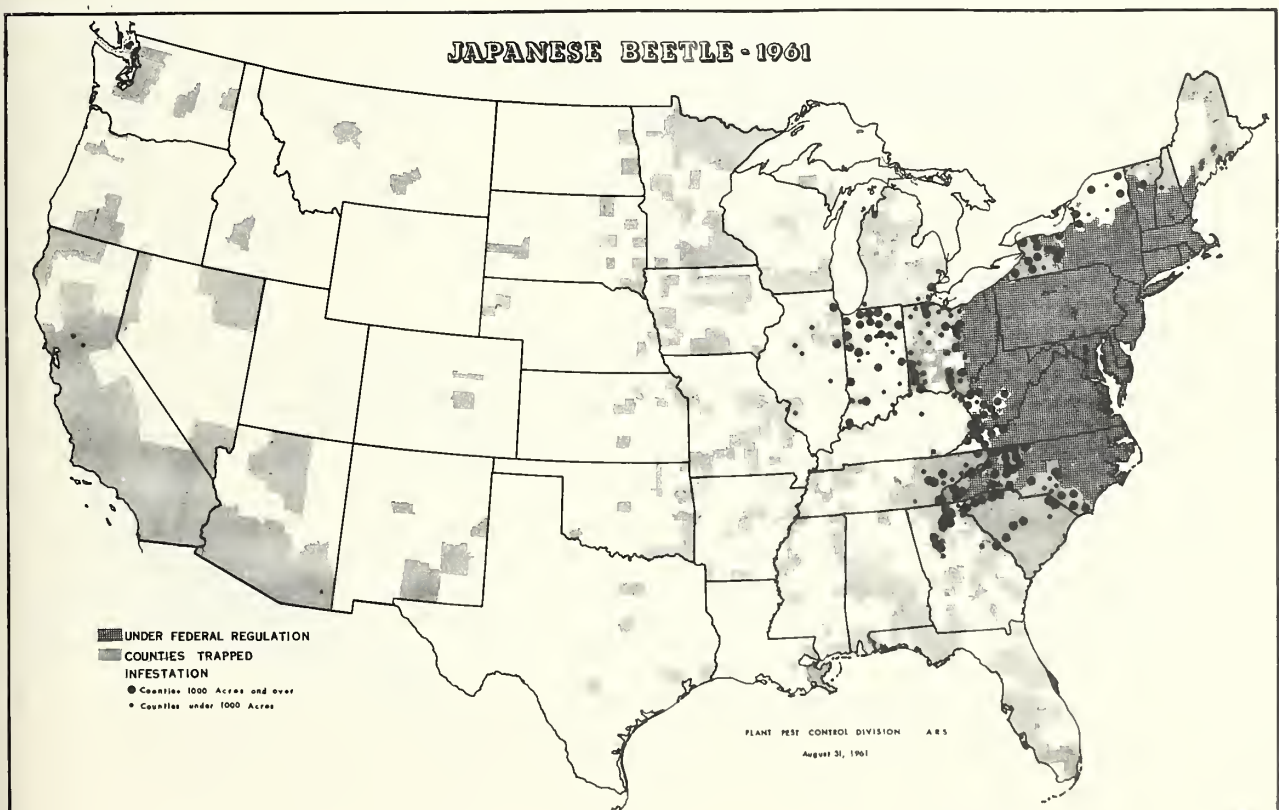 JAPANESE BEETLE - 1961
UNDER FEDERAL REGULATION
COUNTIES TRAPPED
INFESTATION
Counties 1000 Acres and over
Counties under 1000 Acres
PLANT PEST CONTROL DIVISION ARS
August 31, 1961